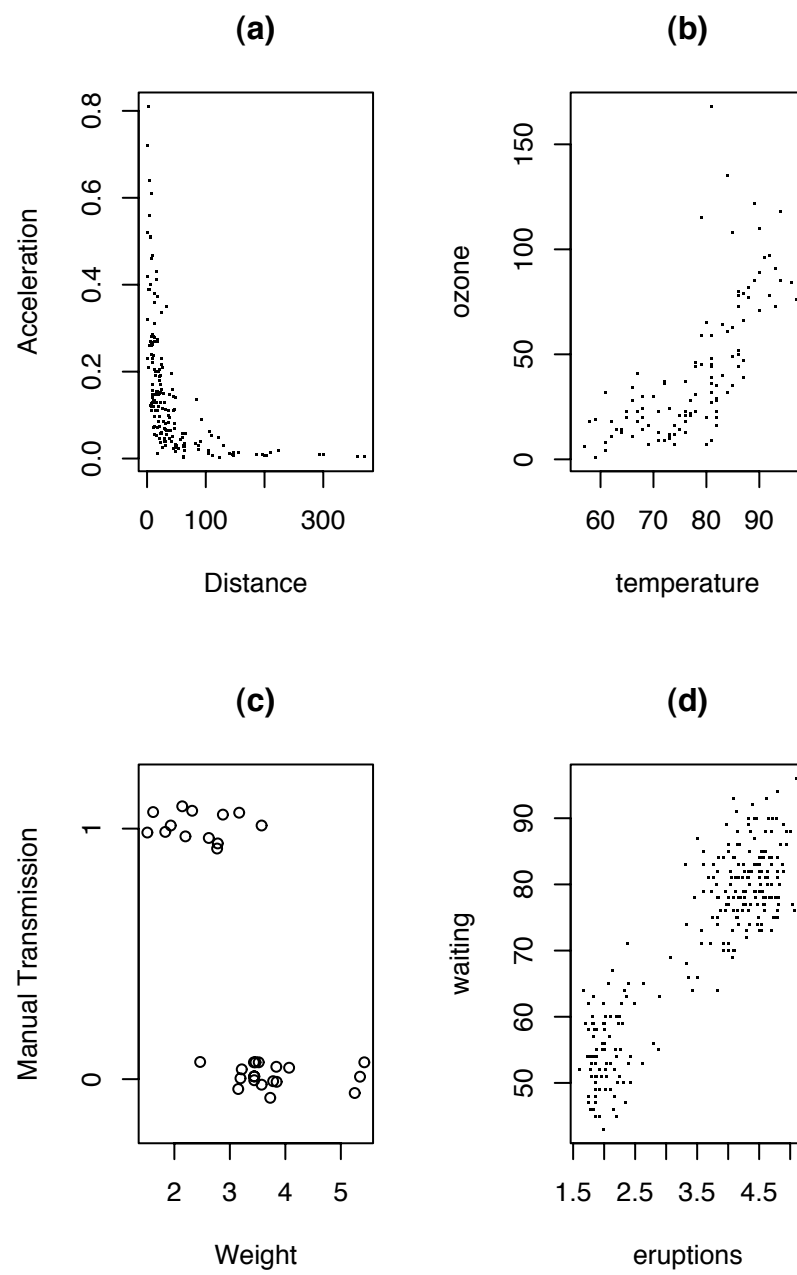 (a)
Acceleration
0.0 0.2 0.4 0.6 0.8
0 100 300
Distance
(b)
ozone
0 50 100 150
60 70 80 90
temperature
(c)
Manual Transmission
0 1
2 3 4 5
Weight
(d)
waiting
50 60 70 80 90
1.5 2.5 3.5 4.5
eruptions